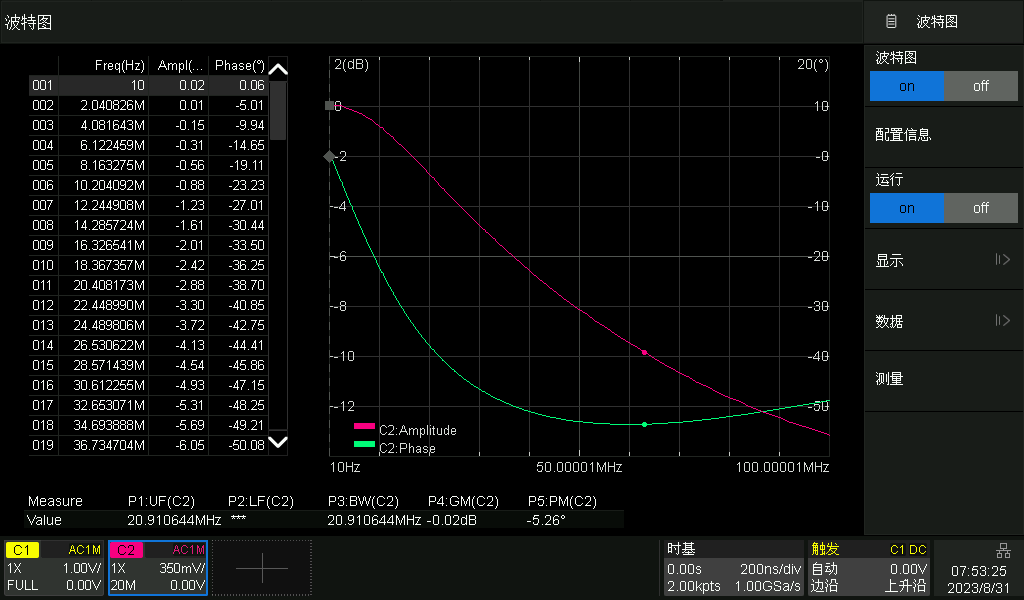 波特图
波特图
Freq(Hz) Ampl(... Phase(°)
001 10 0.02 0.06
002 2.040826M 0.01 -5.01
003 4.081643M -0.15 -9.94
004 6.122459M -0.31 -14.65
005 8.163275M -0.56 -19.11
006 10.204092M -0.88 -23.23
007 12.244908M -1.23 -27.01
008 14.285724M -1.61 -30.44
009 16.326541M -2.01 -33.50
010 18.367357M -2.42 -36.25
011 20.408173M -2.88 -38.70
012 22.448990M -3.30 -40.85
013 24.489806M -3.72 -42.75
014 26.530622M -4.13 -44.41
015 28.571439M -4.54 -45.86
016 30.612255M -4.93 -47.15
017 32.653071M -5.31 -48.25
018 34.693888M -5.69 -49.21
019 36.734704M -6.05 -50.08
2(dB) 20(°)
0 10
-2 -0
-4 -10
-6 -20
-8 -30
-10 -40
-12 -50
C2:Amplitude
C2:Phase
10Hz 50.00001MHz 100.00001MHz
波特图
on off
配置信息
运行
on off
显示
数据
测量
Measure P1:UF(C2) P2:LF(C2) P3:BW(C2) P4:GM(C2) P5:PM(C2)
Value 20.910644MHz *** 20.910644MHz -0.02dB -5.26°
C1 AC1M
1X 1.00V/
FULL 0.00V
C2 AC1M
1X 350mV/
20M 0.00V
时基
0.00s 200ns/div
2.00kpts 1.00GSa/s
触发 C1 DC
自动 0.00V
边沿 上升沿
07:53:25
2023/8/31